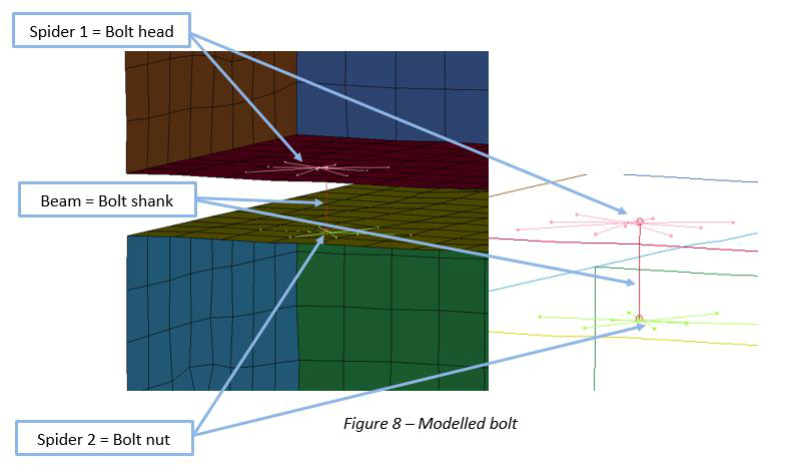 Spider 1 = Bolt head
Beam = Bolt shank
Spider 2 = Bolt nut
Figure 8 – Modelled bolt